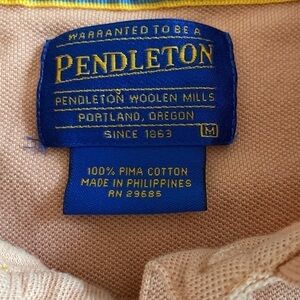 WARRANTED TO BE A
PENDLETON
PENDLETON WOOLEN MILLS
PORTLAND, OREGON
SINCE 1863
M
100% PIMA COTTON
MADE IN PHILIPPINES
RN 29685